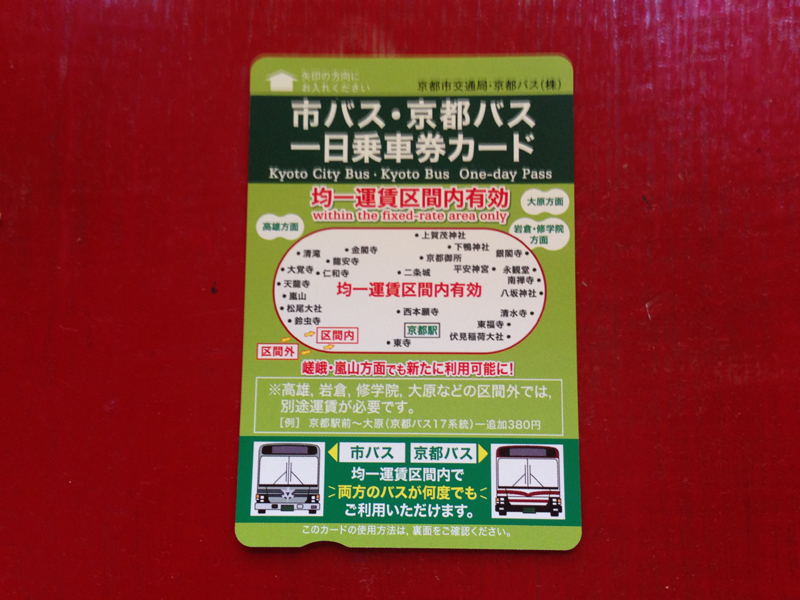 矢印の方向に
お入れください
京都市交通局・京都バス(株)
市バス・京都バス
一日乗車券カード
Kyoto City Bus・Kyoto Bus One-day Pass
均一運賃区間内有効
within the fixed-rate area only
大原方面
高雄方面
岩倉・修学院
方面
・上賀茂神社
・清滝
・金閣寺
・下鴨神社
銀閣寺・
・龍安寺
・京都御所
・大覚寺
・仁和寺
・二条城
平安神宮・
永観堂・
・天龍寺
南禅寺・
・嵐山
均一運賃区間内有効
八坂神社・
・松尾大社
・西本願寺
清水寺・
・鈴虫寺
京都駅
東福寺・
区間内
・東寺
伏見稲荷大社・
区間外
嵯峨・嵐山方面でも新たに利用可能に!
※高雄, 岩倉, 修学院, 大原などの区間外では,
別途運賃が必要です。
[例] 京都駅前〜大原(京都バス17系統)―追加380円
市バス 京都バス
均一運賃区間内で
両方のバスが何度でも
ご利用いただけます。
このカードの使用方法は, 裏面をご確認ください。